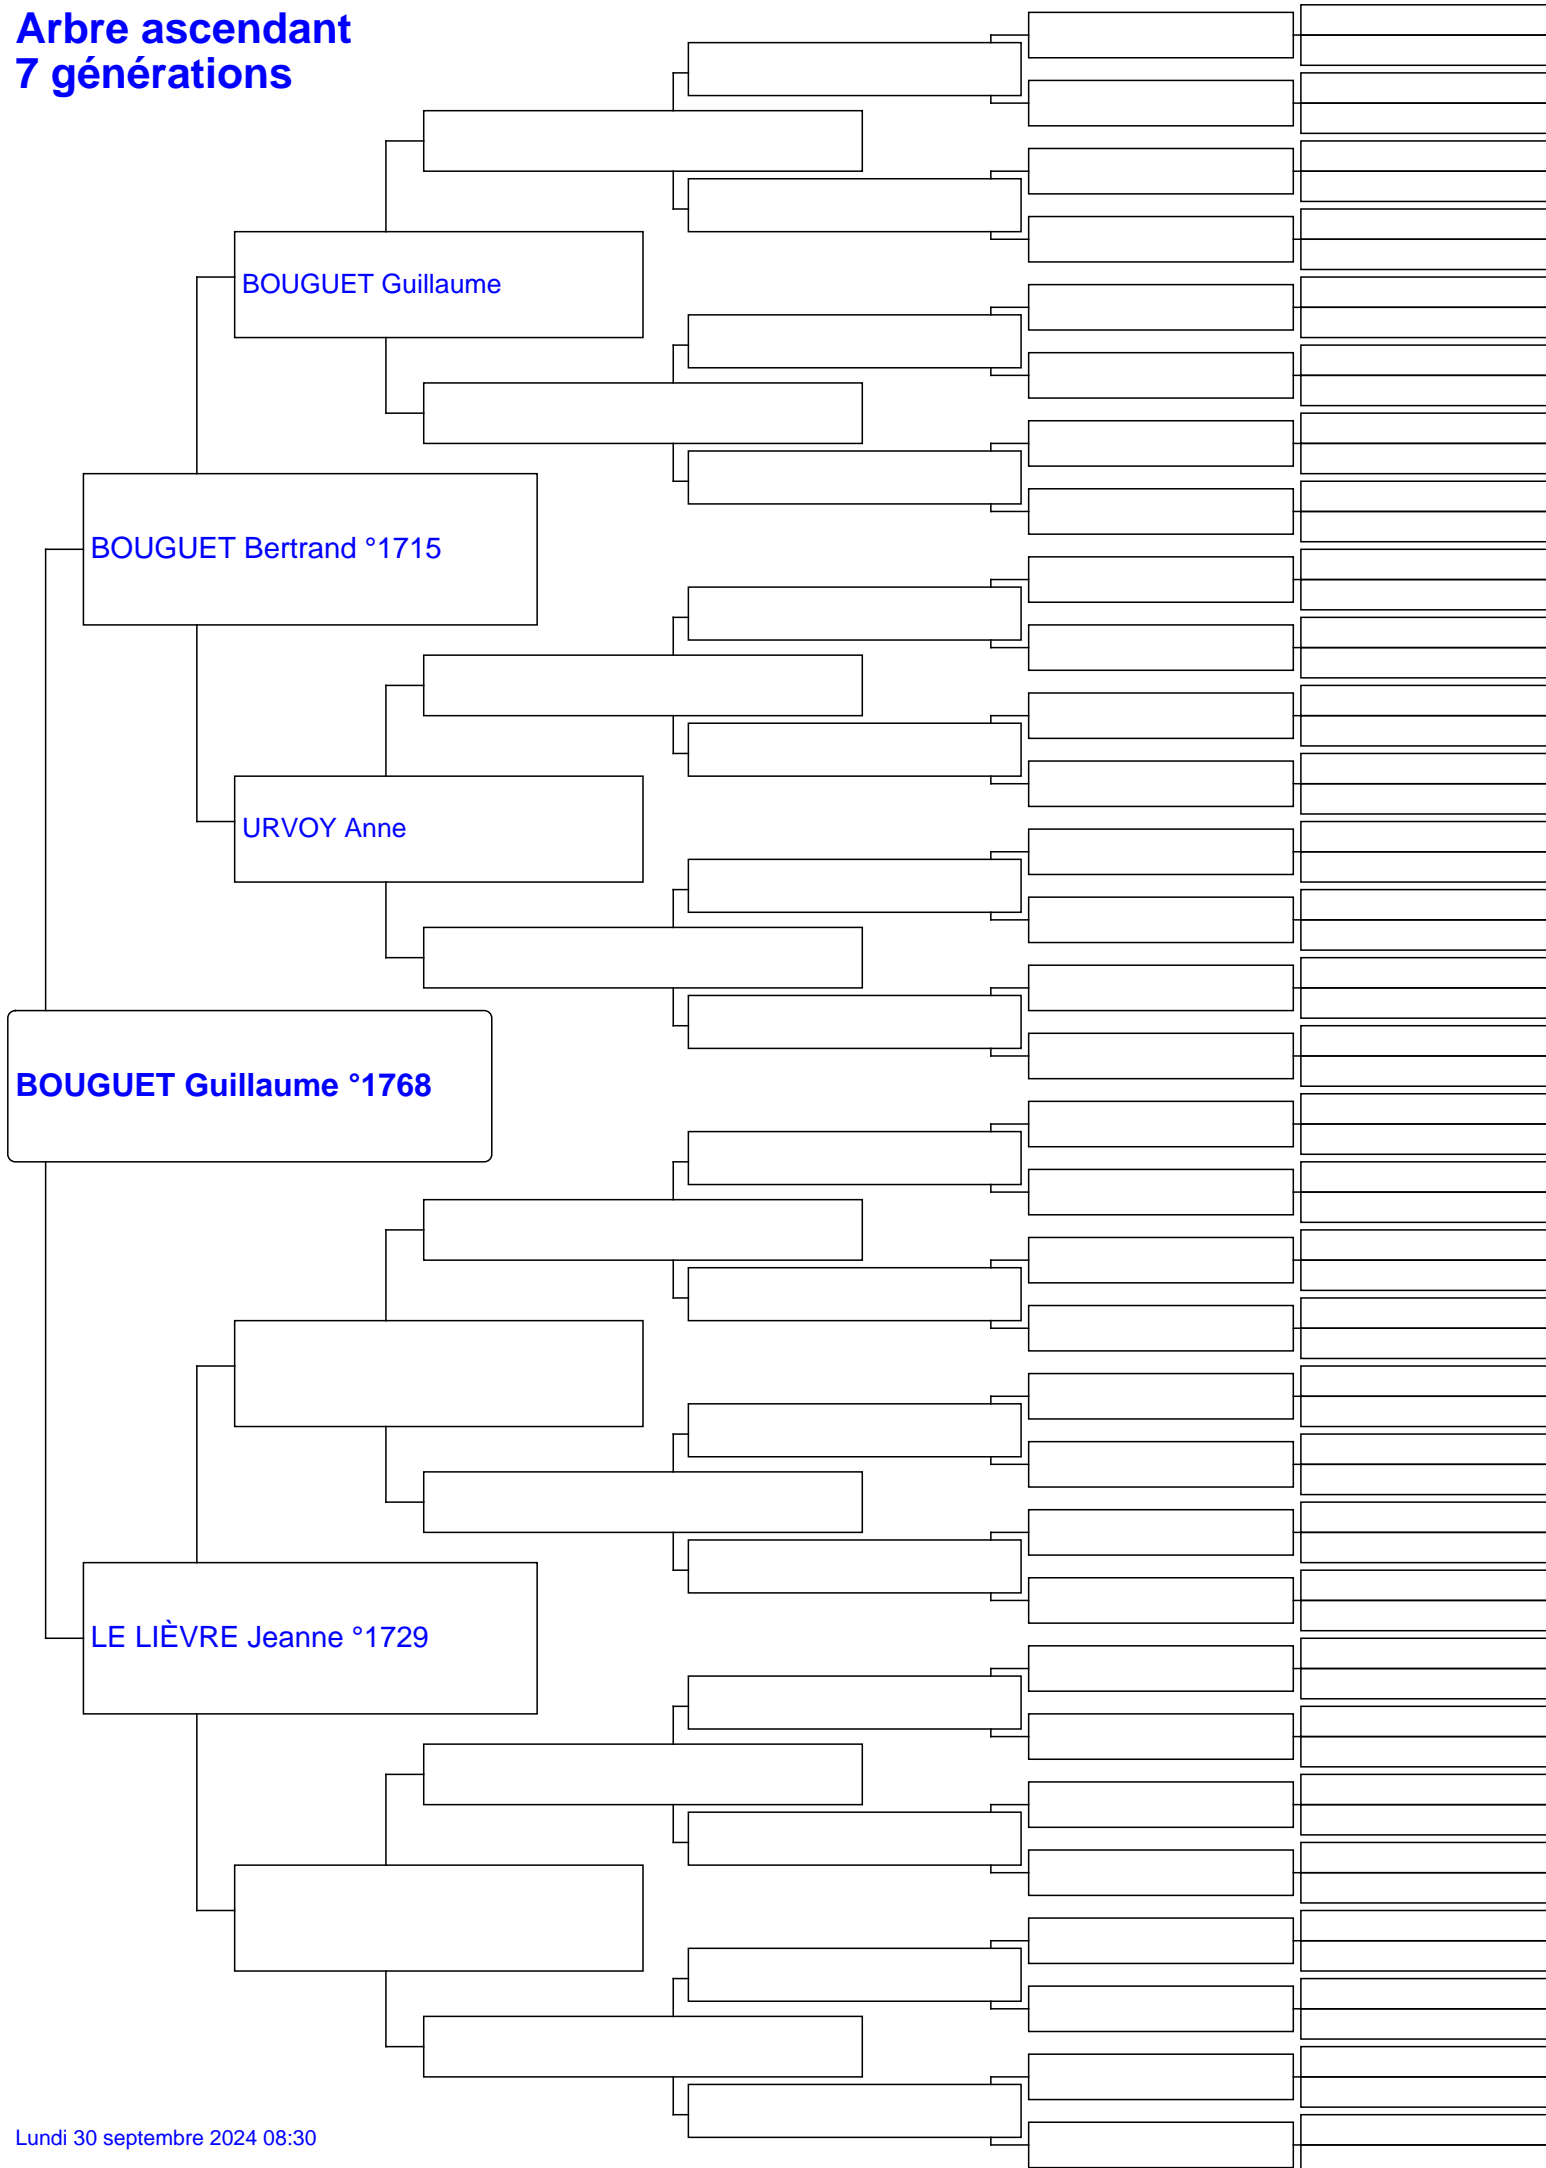 Arbre ascendant
7 générations
BOUGUET Guillaume
BOUGUET Bertrand °1715
URVOY Anne
BOUGUET Guillaume °1768
LE LIÈVRE Jeanne °1729
Lundi 30 septembre 2024 08:30